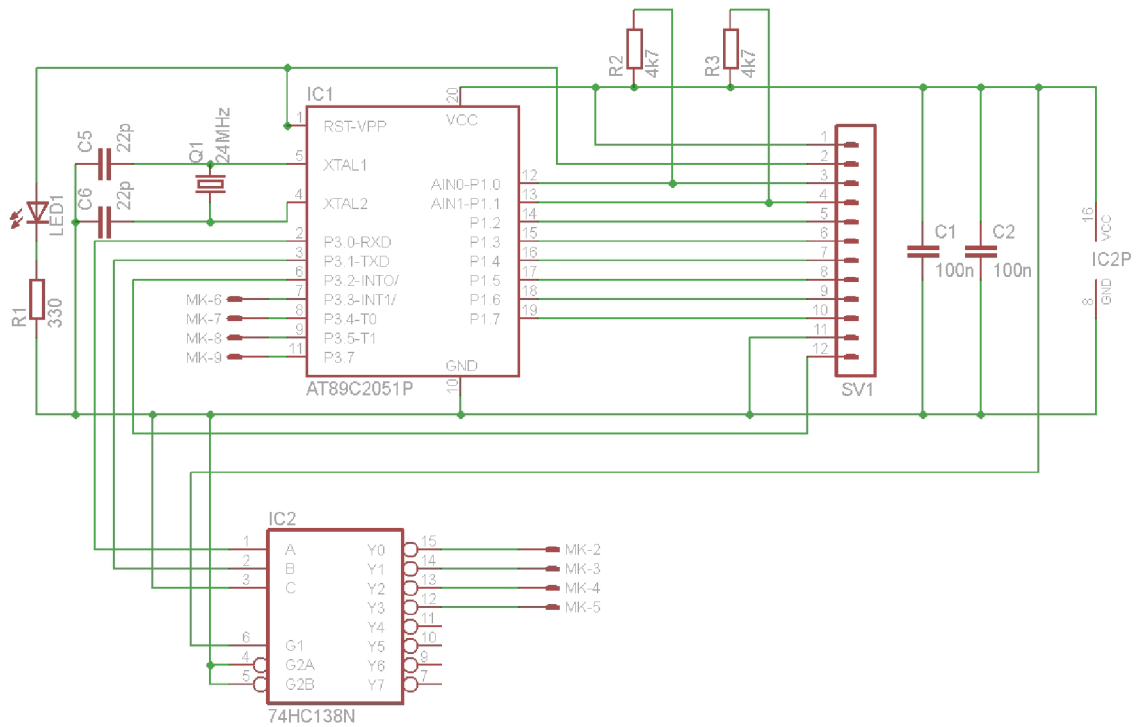 R2
4k7
R3
4k7
IC1
20
VCC
1
RST-VPP
C5
22p
Q1
24MHz
5
XTAL1
C6
22p
4
XTAL2
LED1
R1
330
2
P3.0-RXD
3
P3.1-TXD
6
P3.2-INT0/
MK-6
7
P3.3-INT1/
MK-7
8
P3.4-T0
MK-8
9
P3.5-T1
MK-9
11
P3.7
AIN0-P1.0
12
AIN1-P1.1
13
P1.2
14
P1.3
15
P1.4
16
P1.5
17
P1.6
18
P1.7
19
GND
10
AT89C2051P
1
2
3
4
5
6
7
8
9
10
11
12
SV1
C1
100n
C2
100n
16
VCC
IC2P
8
GND
IC2
1
A
2
B
3
C
6
G1
4
G2A
5
G2B
Y0
15
MK-2
Y1
14
MK-3
Y2
13
MK-4
Y3
12
MK-5
Y4
11
Y5
10
Y6
9
Y7
7
74HC138N